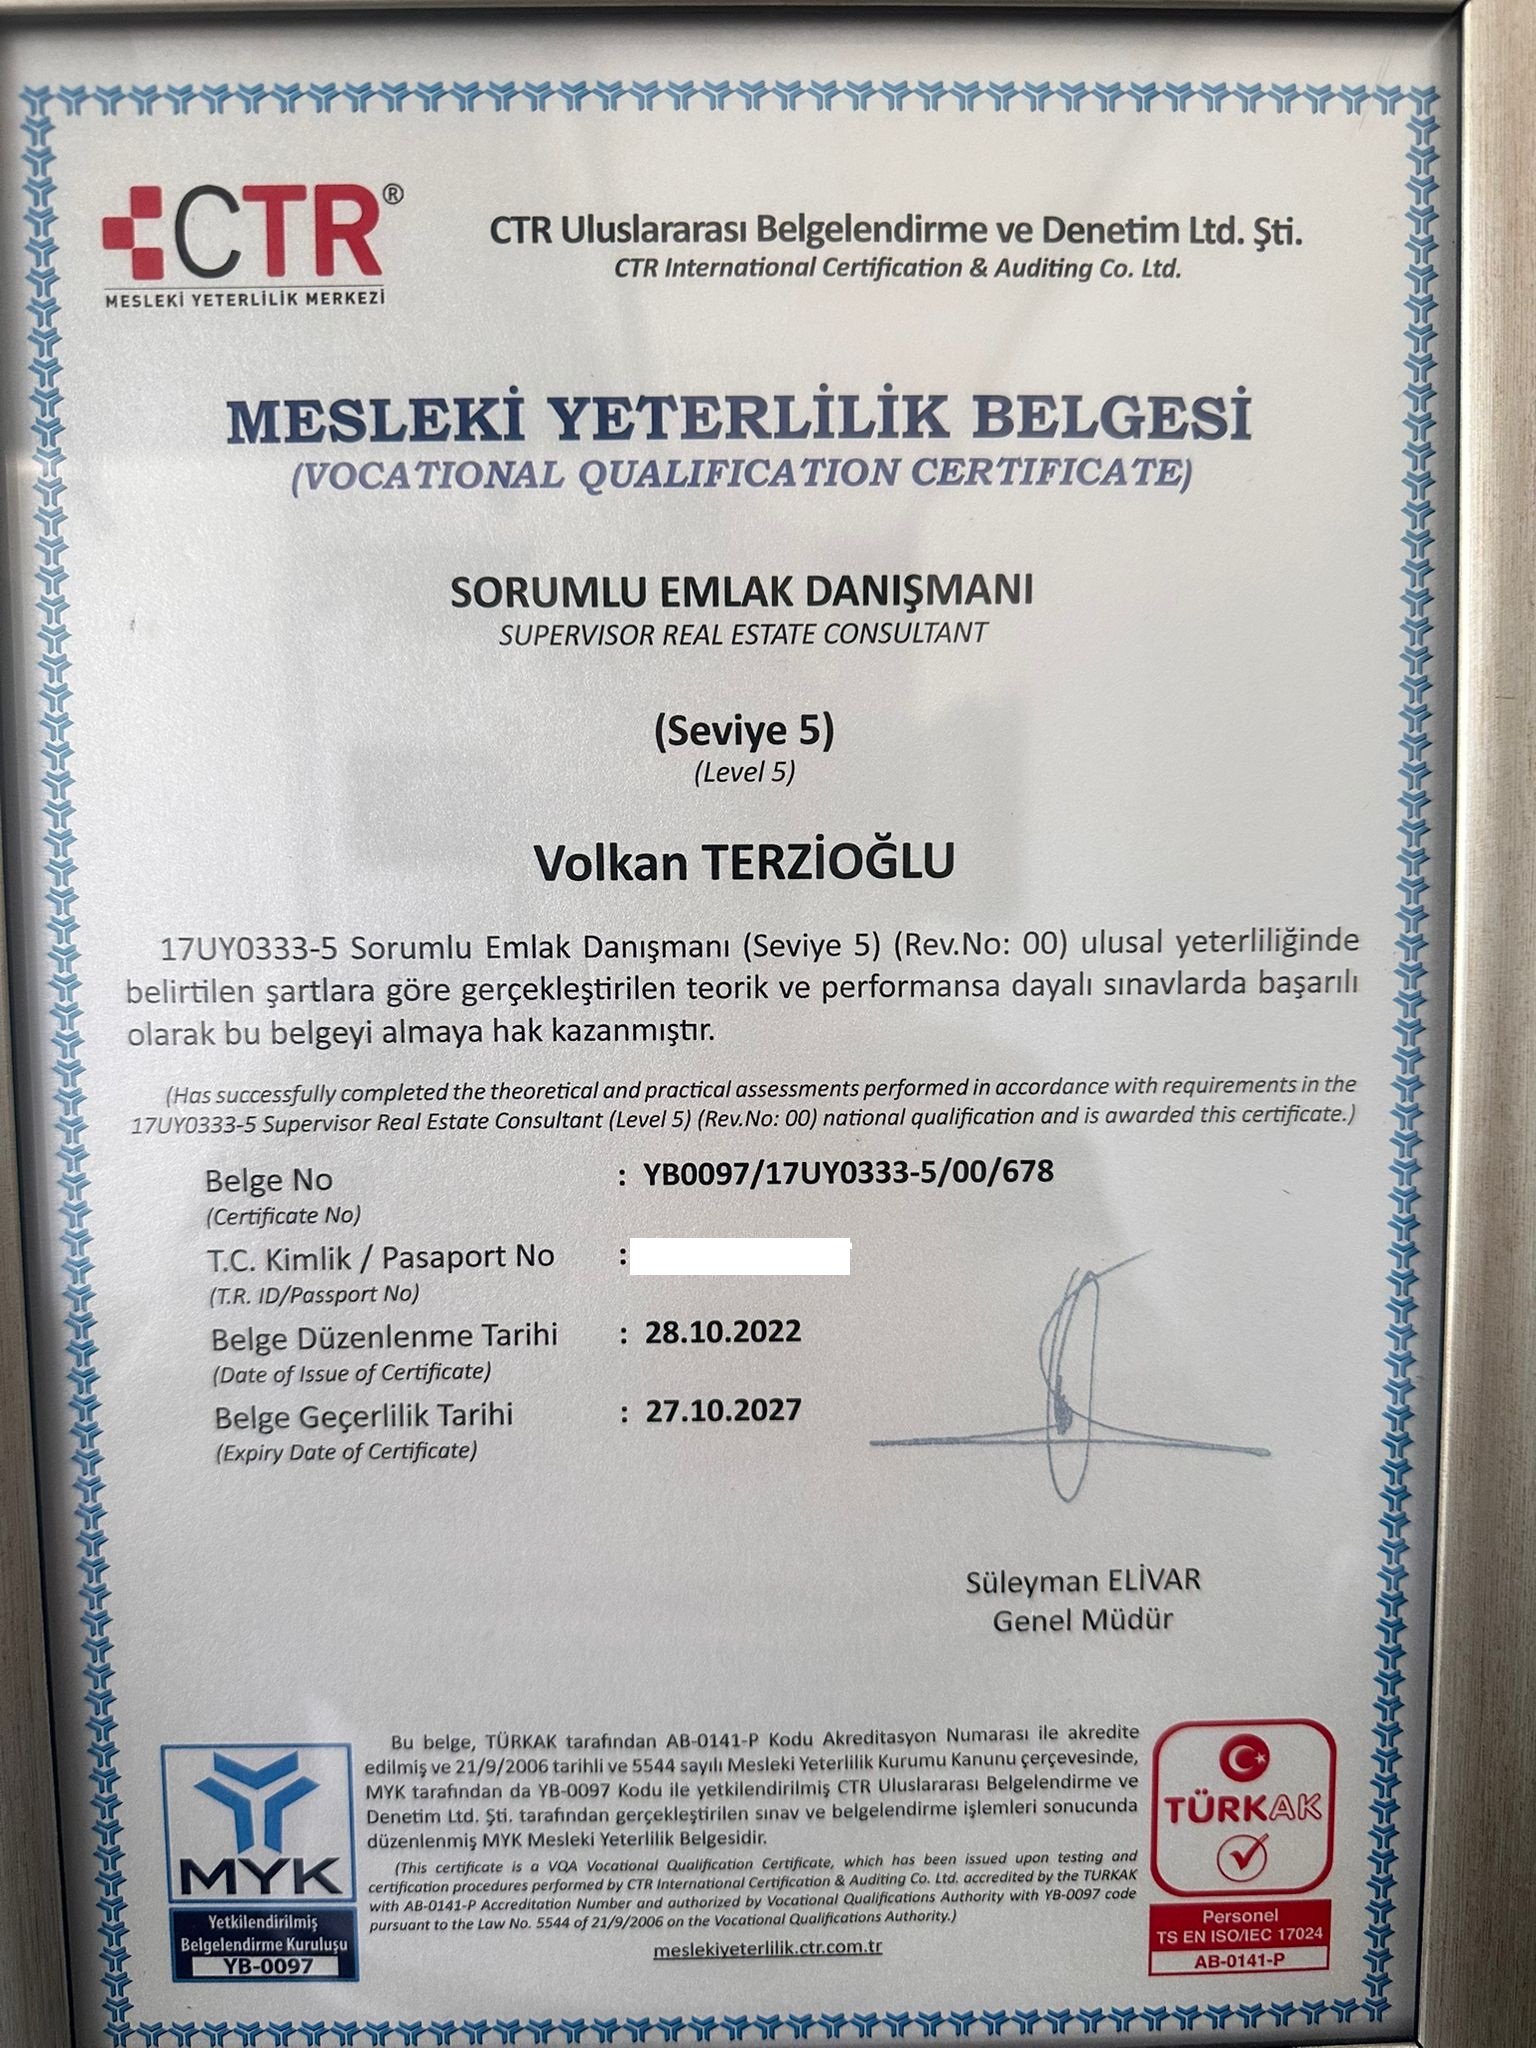 CTR®
MESLEKİ YETERLİLİK MERKEZİ
CTR Uluslararası Belgelendirme ve Denetim Ltd. Şti.
CTR International Certification & Auditing Co. Ltd.
MESLEKİ YETERLİLİK BELGESİ
(VOCATIONAL QUALIFICATION CERTIFICATE)
SORUMLU EMLAK DANIŞMANI
SUPERVISOR REAL ESTATE CONSULTANT
(Seviye 5)
(Level 5)
Volkan TERZİOĞLU
17UY0333-5 Sorumlu Emlak Danışmanı (Seviye 5) (Rev.No: 00) ulusal yeterliliğinde
belirtilen şartlara göre gerçekleştirilen teorik ve performansa dayalı sınavlarda başarılı
olarak bu belgeyi almaya hak kazanmıştır.
(Has successfully completed the theoretical and practical assessments performed in accordance with requirements in the
17UY0333-5 Supervisor Real Estate Consultant (Level 5) (Rev.No: 00) national qualification and is awarded this certificate.)
Belge No : YB0097/17UY0333-5/00/678
(Certificate No)
T.C. Kimlik / Pasaport No :
(T.R. ID/Passport No)
Belge Düzenlenme Tarihi : 28.10.2022
(Date of Issue of Certificate)
Belge Geçerlilik Tarihi : 27.10.2027
(Expiry Date of Certificate)
Süleyman ELİVAR
Genel Müdür
Bu belge, TÜRKAK tarafından AB-0141-P Kodu Akreditasyon Numarası ile akredite
edilmiş ve 21/9/2006 tarihli ve 5544 sayılı Mesleki Yeterlilik Kurumu Kanunu çerçevesinde,
MYK tarafından da YB-0097 Kodu ile yetkilendirilmiş CTR Uluslararası Belgelendirme ve
Denetim Ltd. Şti. tarafından gerçekleştirilen sınav ve belgelendirme işlemleri sonucunda
düzenlenmiş MYK Mesleki Yeterlilik Belgesidir.
(This certificate is a VQA Vocational Qualification Certificate, which has been issued upon testing and
certification procedures performed by CTR International Certification & Auditing Co. Ltd. accredited by the TURKAK
with AB-0141-P Accreditation Number and authorized by Vocational Qualifications Authority with YB-0097 code
pursuant to the Law No. 5544 of 21/9/2006 on the Vocational Qualifications Authority.)
meslekiyeterlilik.ctr.com.tr
MYK
Yetkilendirilmiş
Belgelendirme Kuruluşu
YB-0097
TÜRKAK
Personel
TS EN ISO/IEC 17024
AB-0141-P